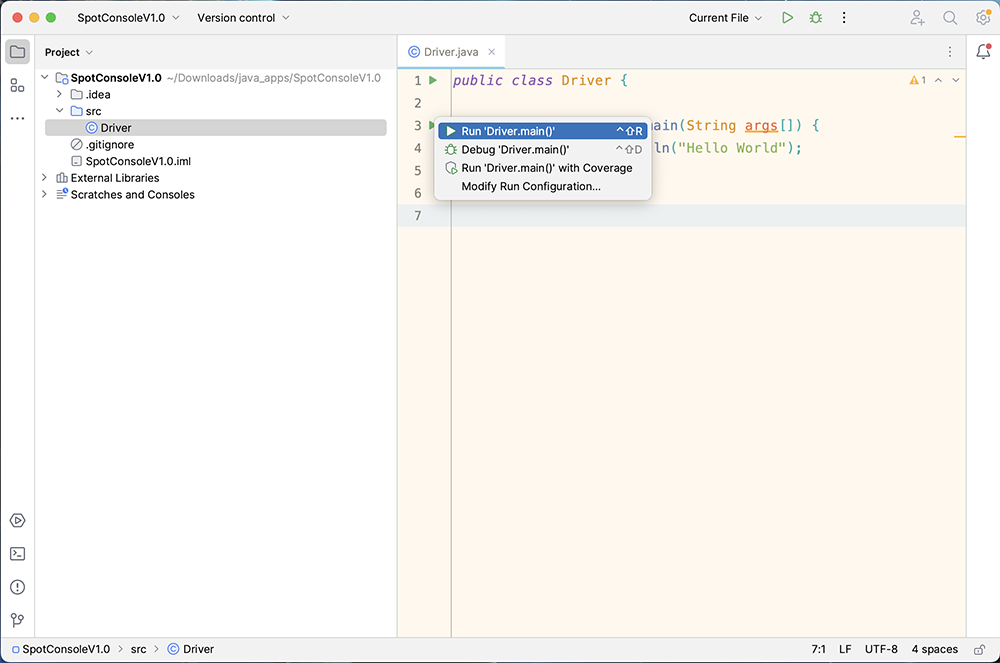 SpotConsoleV1.0 Version control Current File
Project
SpotConsoleV1.0 ~/Downloads/java_apps/SpotConsoleV1.0
.idea
src
Driver
.gitignore
SpotConsoleV1.0.iml
External Libraries
Scratches and Consoles
Driver.java
1 public class Driver { 1
2
3 ain(String args[]) {
4 ln("Hello World");
5
6
7
Run 'Driver.main()' ^⇧R
Debug 'Driver.main()' ^⇧D
Run 'Driver.main()' with Coverage
Modify Run Configuration...
SpotConsoleV1.0 > src > Driver 7:1 LF UTF-8 4 spaces